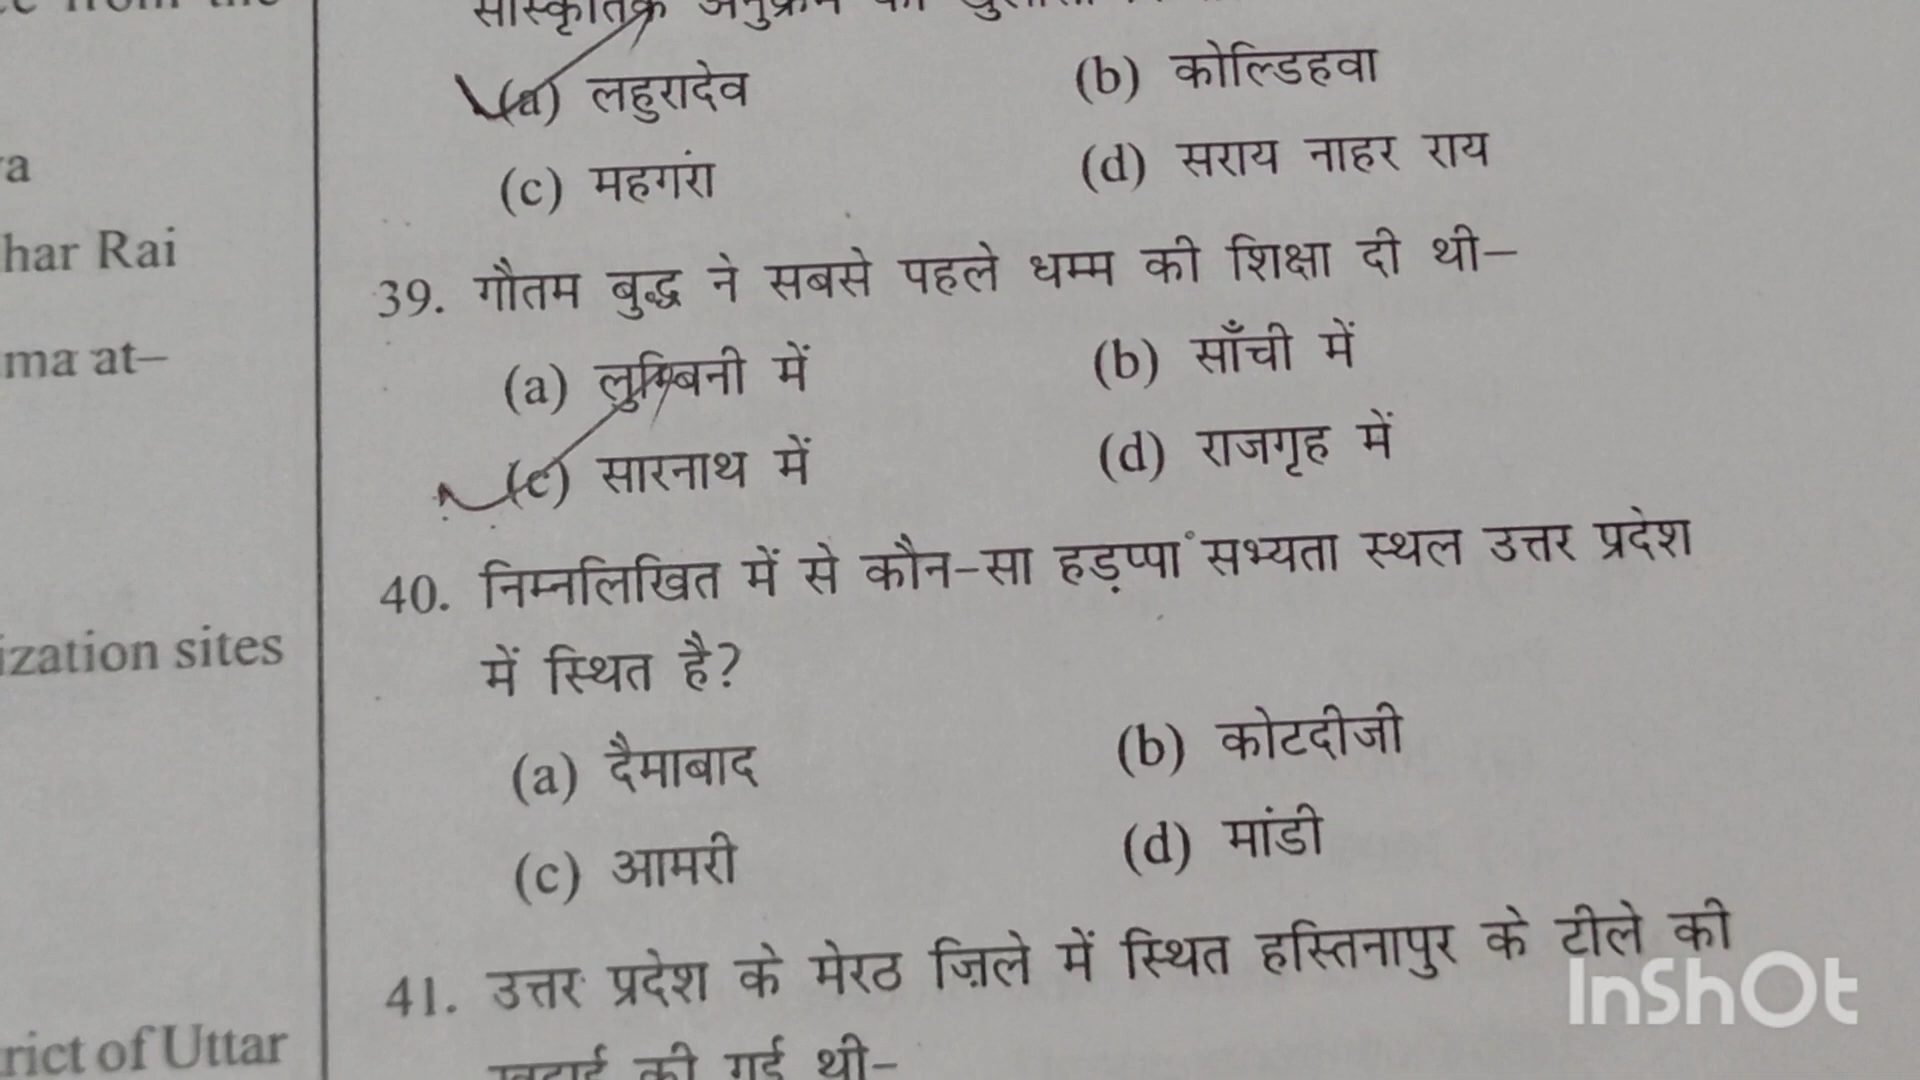 har Rai
ma at–
ization sites
rict of Uttar
(a) लहुरादेव
(b) कोल्डिहवा
(c) महगरां
(d) सराय नाहर राय
39. गौतम बुद्ध ने सबसे पहले धम्म की शिक्षा दी थी–
(a) लुम्बिनी में
(b) साँची में
(c) सारनाथ में
(d) राजगृह में
40. निम्नलिखित में से कौन-सा हड़प्पा सभ्यता स्थल उत्तर प्रदेश
में स्थित है?
(a) दैमाबाद
(b) कोटदीजी
(c) आमरी
(d) मांडी
41. उत्तर प्रदेश के मेरठ ज़िले में स्थित हस्तिनापुर के टीले की
की गई थी–
InShOt